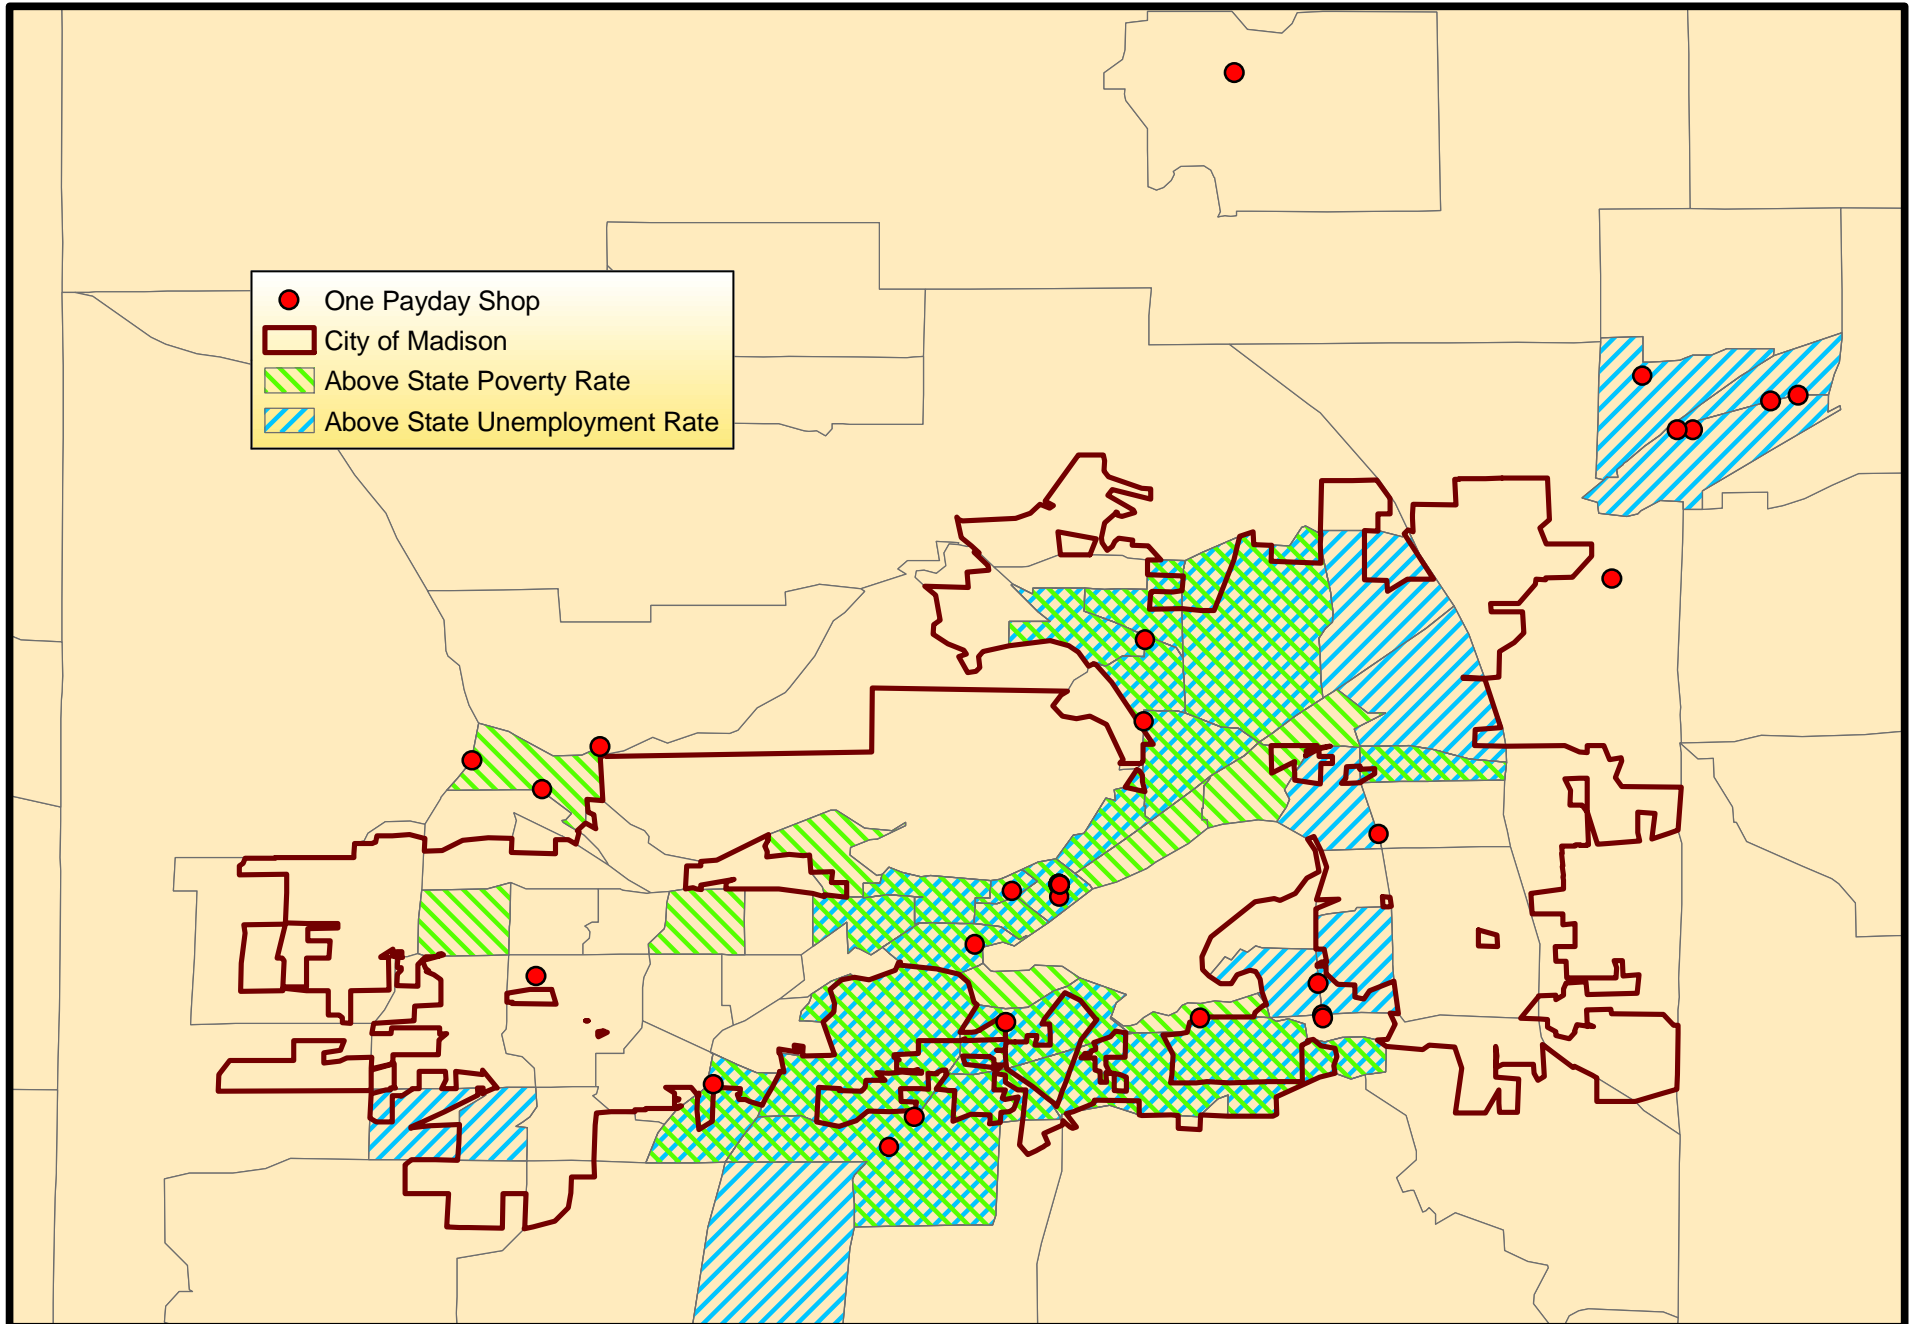 One Payday Shop
City of Madison
Above State Poverty Rate
Above State Unemployment Rate